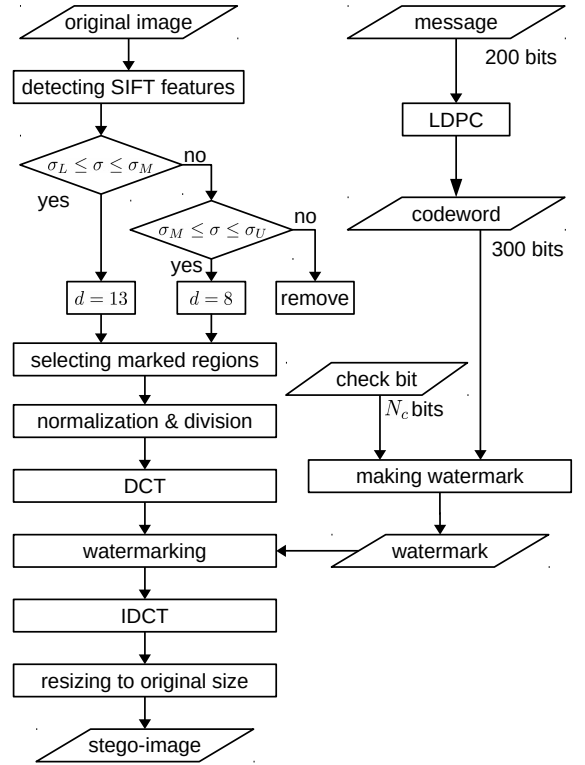 original image
detecting SIFT features
σ_L ≤ σ ≤ σ_M
no
yes
σ_M ≤ σ ≤ σ_U
no
yes
d = 13
d = 8
remove
selecting marked regions
normalization & division
DCT
watermarking
IDCT
resizing to original size
stego-image
message
200 bits
LDPC
codeword
300 bits
check bit
N_c bits
making watermark
watermark